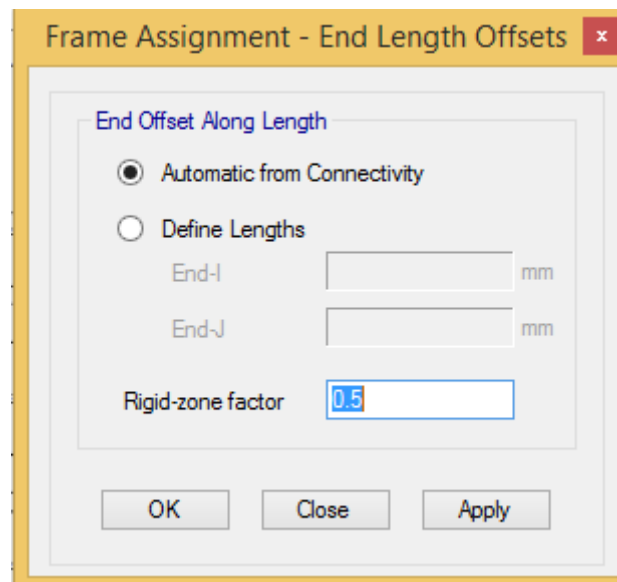 Frame Assignment - End Length Offsets x
End Offset Along Length
Automatic from Connectivity
Define Lengths
End-I mm
End-J mm
Rigid-zone factor 0.5
OK Close Apply